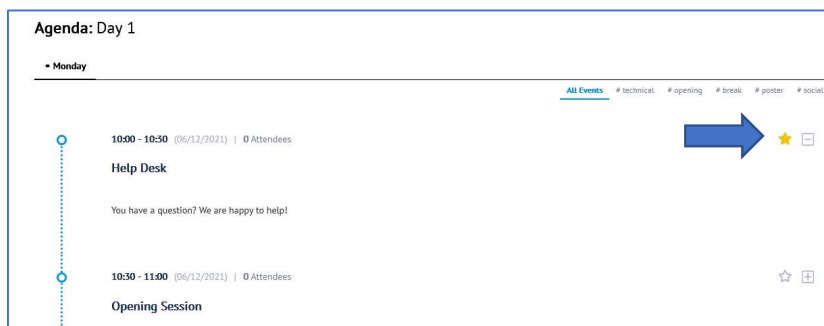 Agenda: Day 1
• Monday
All Events # technical # opening # break # poster # social
10:00 - 10:30 (06/12/2021) | 0 Attendees
Help Desk
You have a question? We are happy to help!
10:30 - 11:00 (06/12/2021) | 0 Attendees
Opening Session